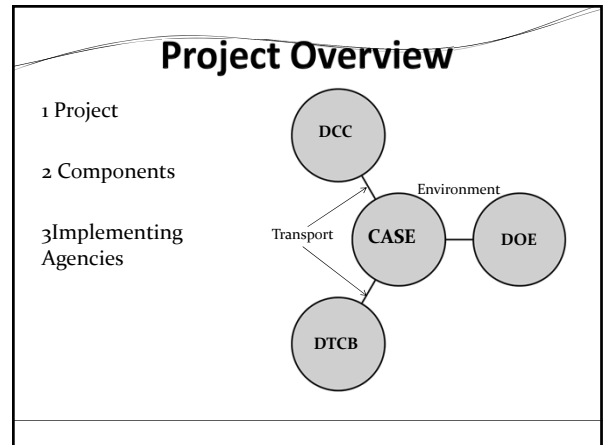 Project Overview
1 Project
2 Components
3Implementing
Agencies
DCC
Environment
Transport
CASE
DOE
DTCB